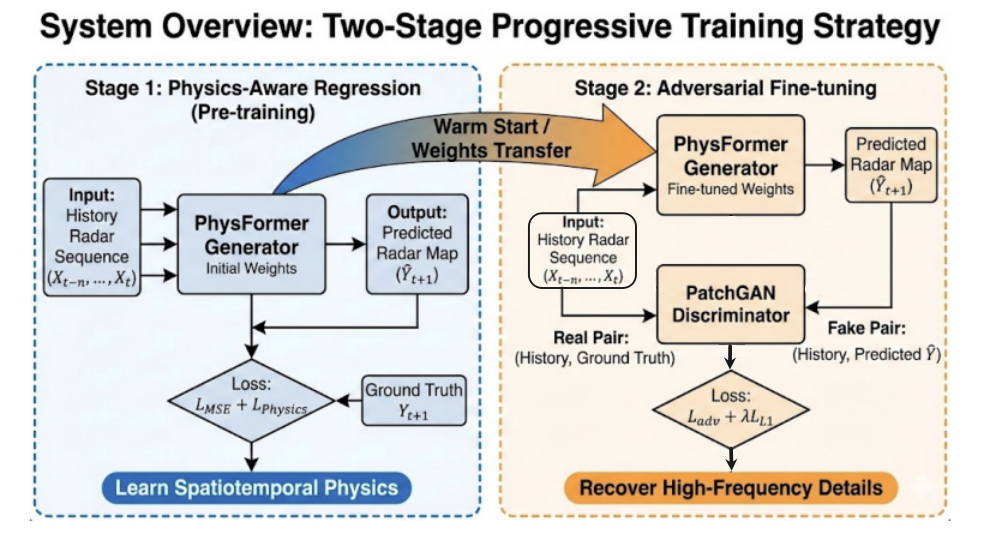 System Overview: Two-Stage Progressive Training Strategy
Stage 1: Physics-Aware Regression
(Pre-training)
Input:
History
Radar
Sequence
(X_{t−n}, ..., X_t)
PhysFormer
Generator
Initial Weights
Output:
Predicted
Radar Map
(Ŷ_{t+1})
Loss:
L_{MSE} + L_{Physics}
Ground Truth
Y_{t+1}
Learn Spatiotemporal Physics
Warm Start /
Weights Transfer
Stage 2: Adversarial Fine-tuning
PhysFormer
Generator
Fine-tuned Weights
Predicted
Radar Map
(Ŷ_{t+1})
Input:
History Radar
Sequence
(X_{t−n}, ..., X_t)
PatchGAN
Discriminator
Real Pair:
(History, Ground Truth)
Fake Pair:
(History, Predicted Ŷ)
Loss:
L_{adv} + λL_{L1}
Recover High-Frequency Details